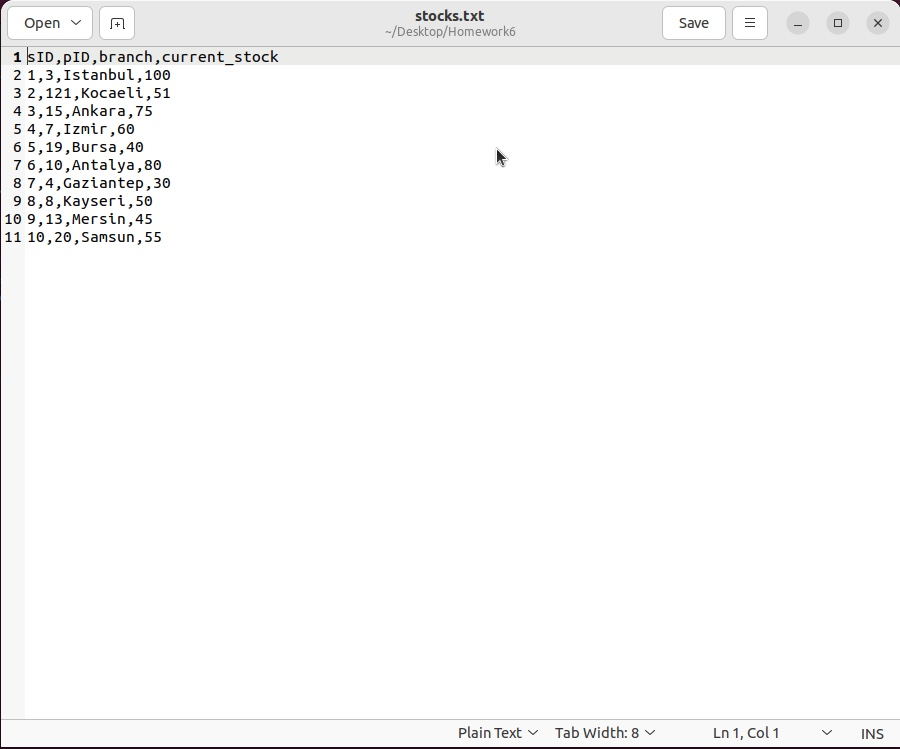 Open
stocks.txt
~/Desktop/Homework6
Save
1 sID,pID,branch,current_stock
2 1,3,Istanbul,100
3 2,121,Kocaeli,51
4 3,15,Ankara,75
5 4,7,Izmir,60
6 5,19,Bursa,40
7 6,10,Antalya,80
8 7,4,Gaziantep,30
9 8,8,Kayseri,50
10 9,13,Mersin,45
11 10,20,Samsun,55
Plain Text Tab Width: 8 Ln 1, Col 1 INS